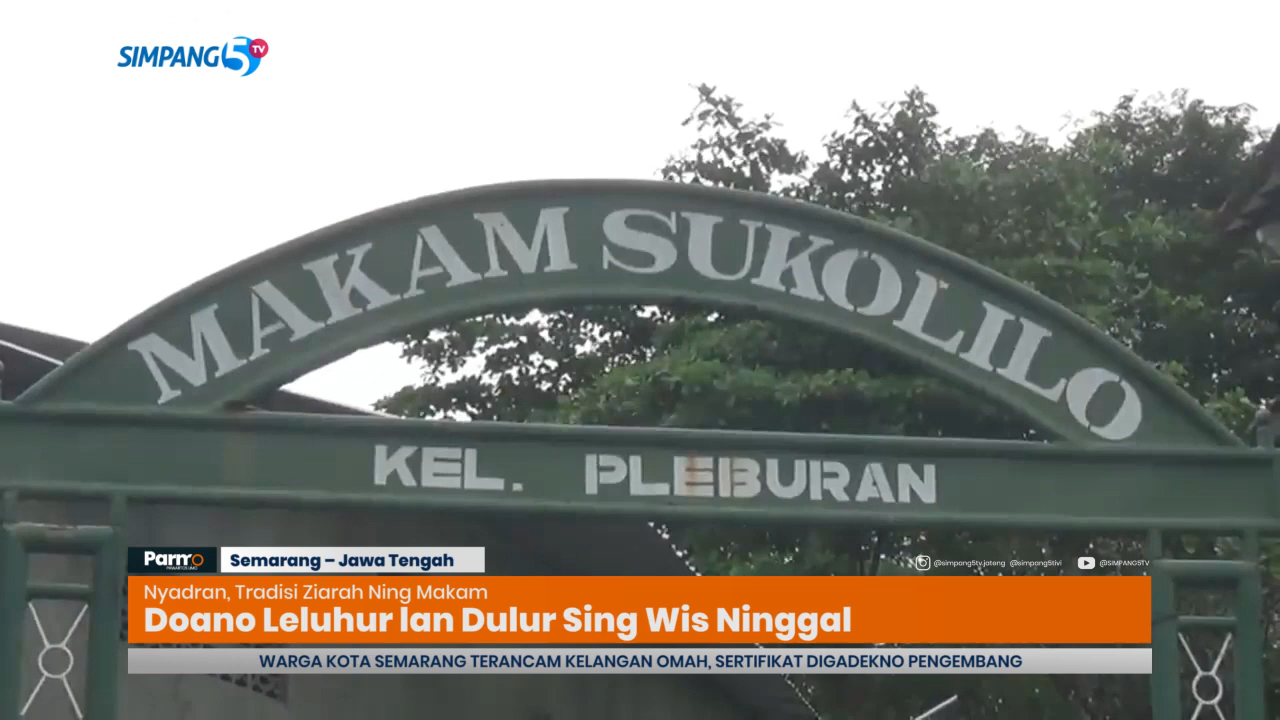 SIMPANG5 TV
MAKAM SUKOLILO
KEL. PLEBURAN
Semarang – Jawa Tengah
@simpang5tv.jateng @simpang5tivi
@SIMPANG5TV
Nyadran, Tradisi Ziarah Ning Makam
Doano Leluhur lan Dulur Sing Wis Ninggal
WARGA KOTA SEMARANG TERANCAM KELANGAN OMAH, SERTIFIKAT DIGADEKNO PENGEMBANG